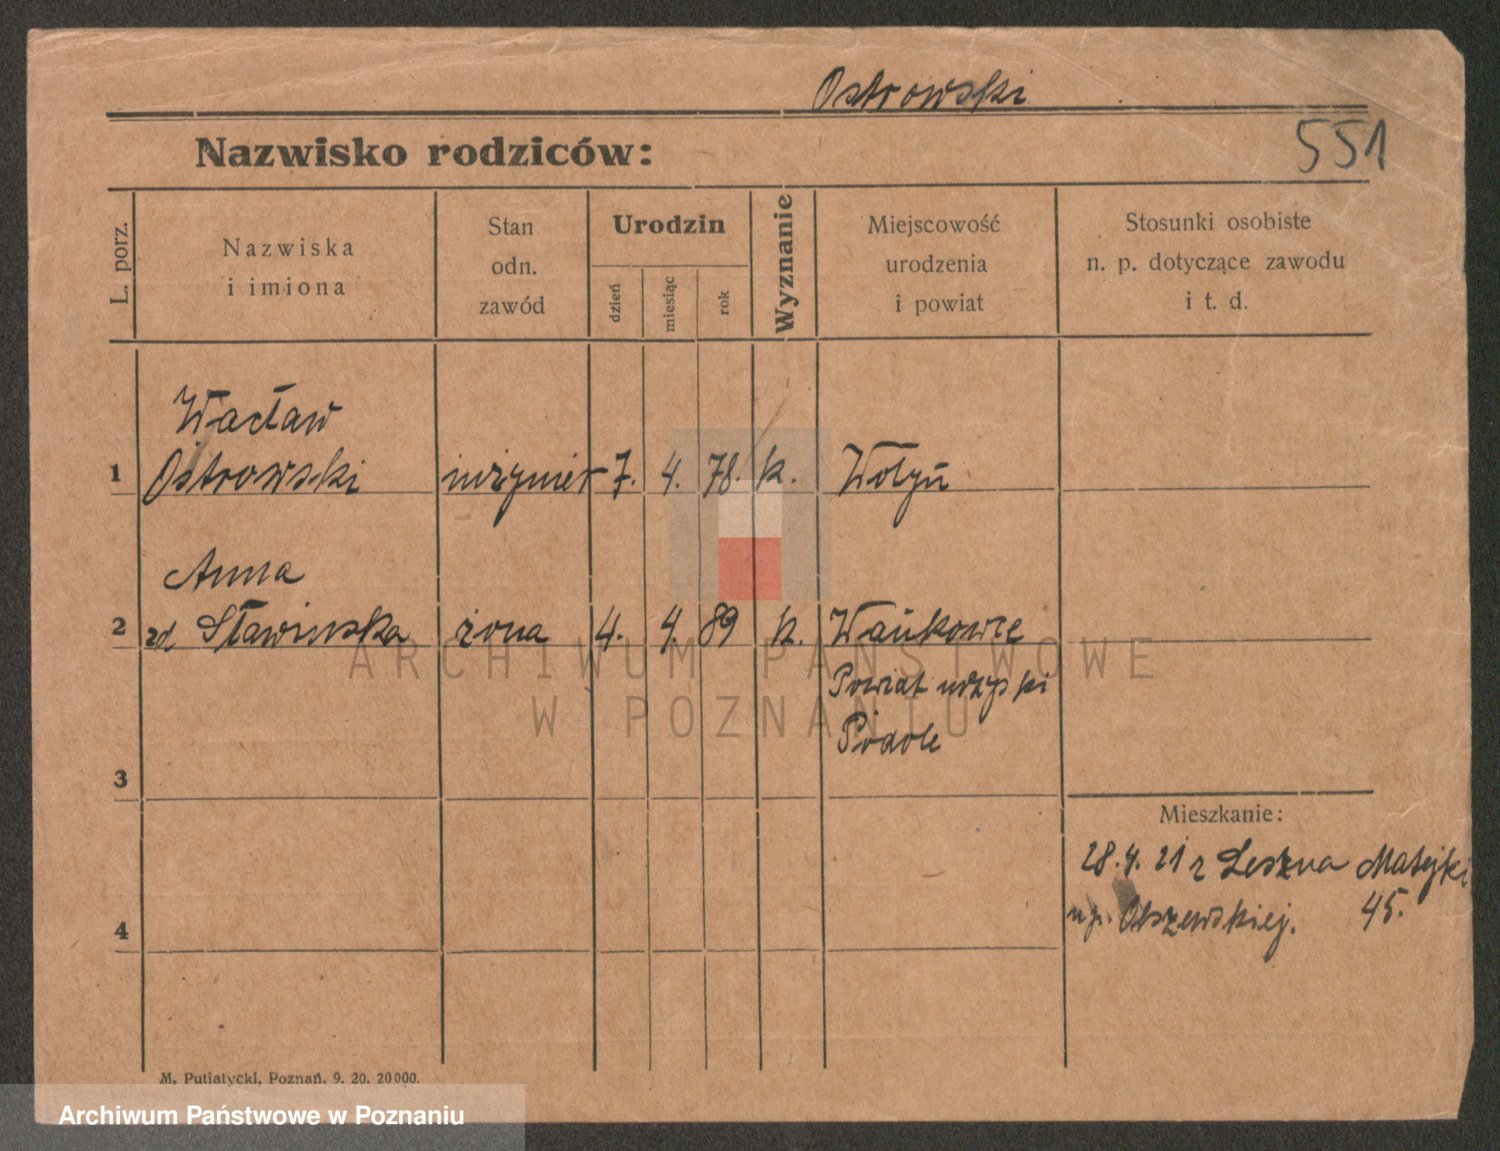 Ostrowski
Nazwisko rodziców:
551
L. porz.
Nazwiska
i imiona
Stan
odn.
zawód
Urodzin
dzień
miesiąc
rok
Wyznanie
Miejscowość
urodzenia
i powiat
Stosunki osobiste
n. p. dotyczące zawodu
i t. d.
Wacław
1 Ostrowski inżynier 7. 4. 78. k. Wołyń
Anna
2 zd Sławinska żona 4. 4. 89 k. Wańkowce
Powiat
Podole
3
Mieszkanie:
28.4.21 z Leszna Matejki
4
45.
ARCHIWUM PAŃSTWOWE
W POZNANIU
M. Putiatycki, Poznań. 9. 20. 20000.
Archiwum Państwowe w Poznaniu